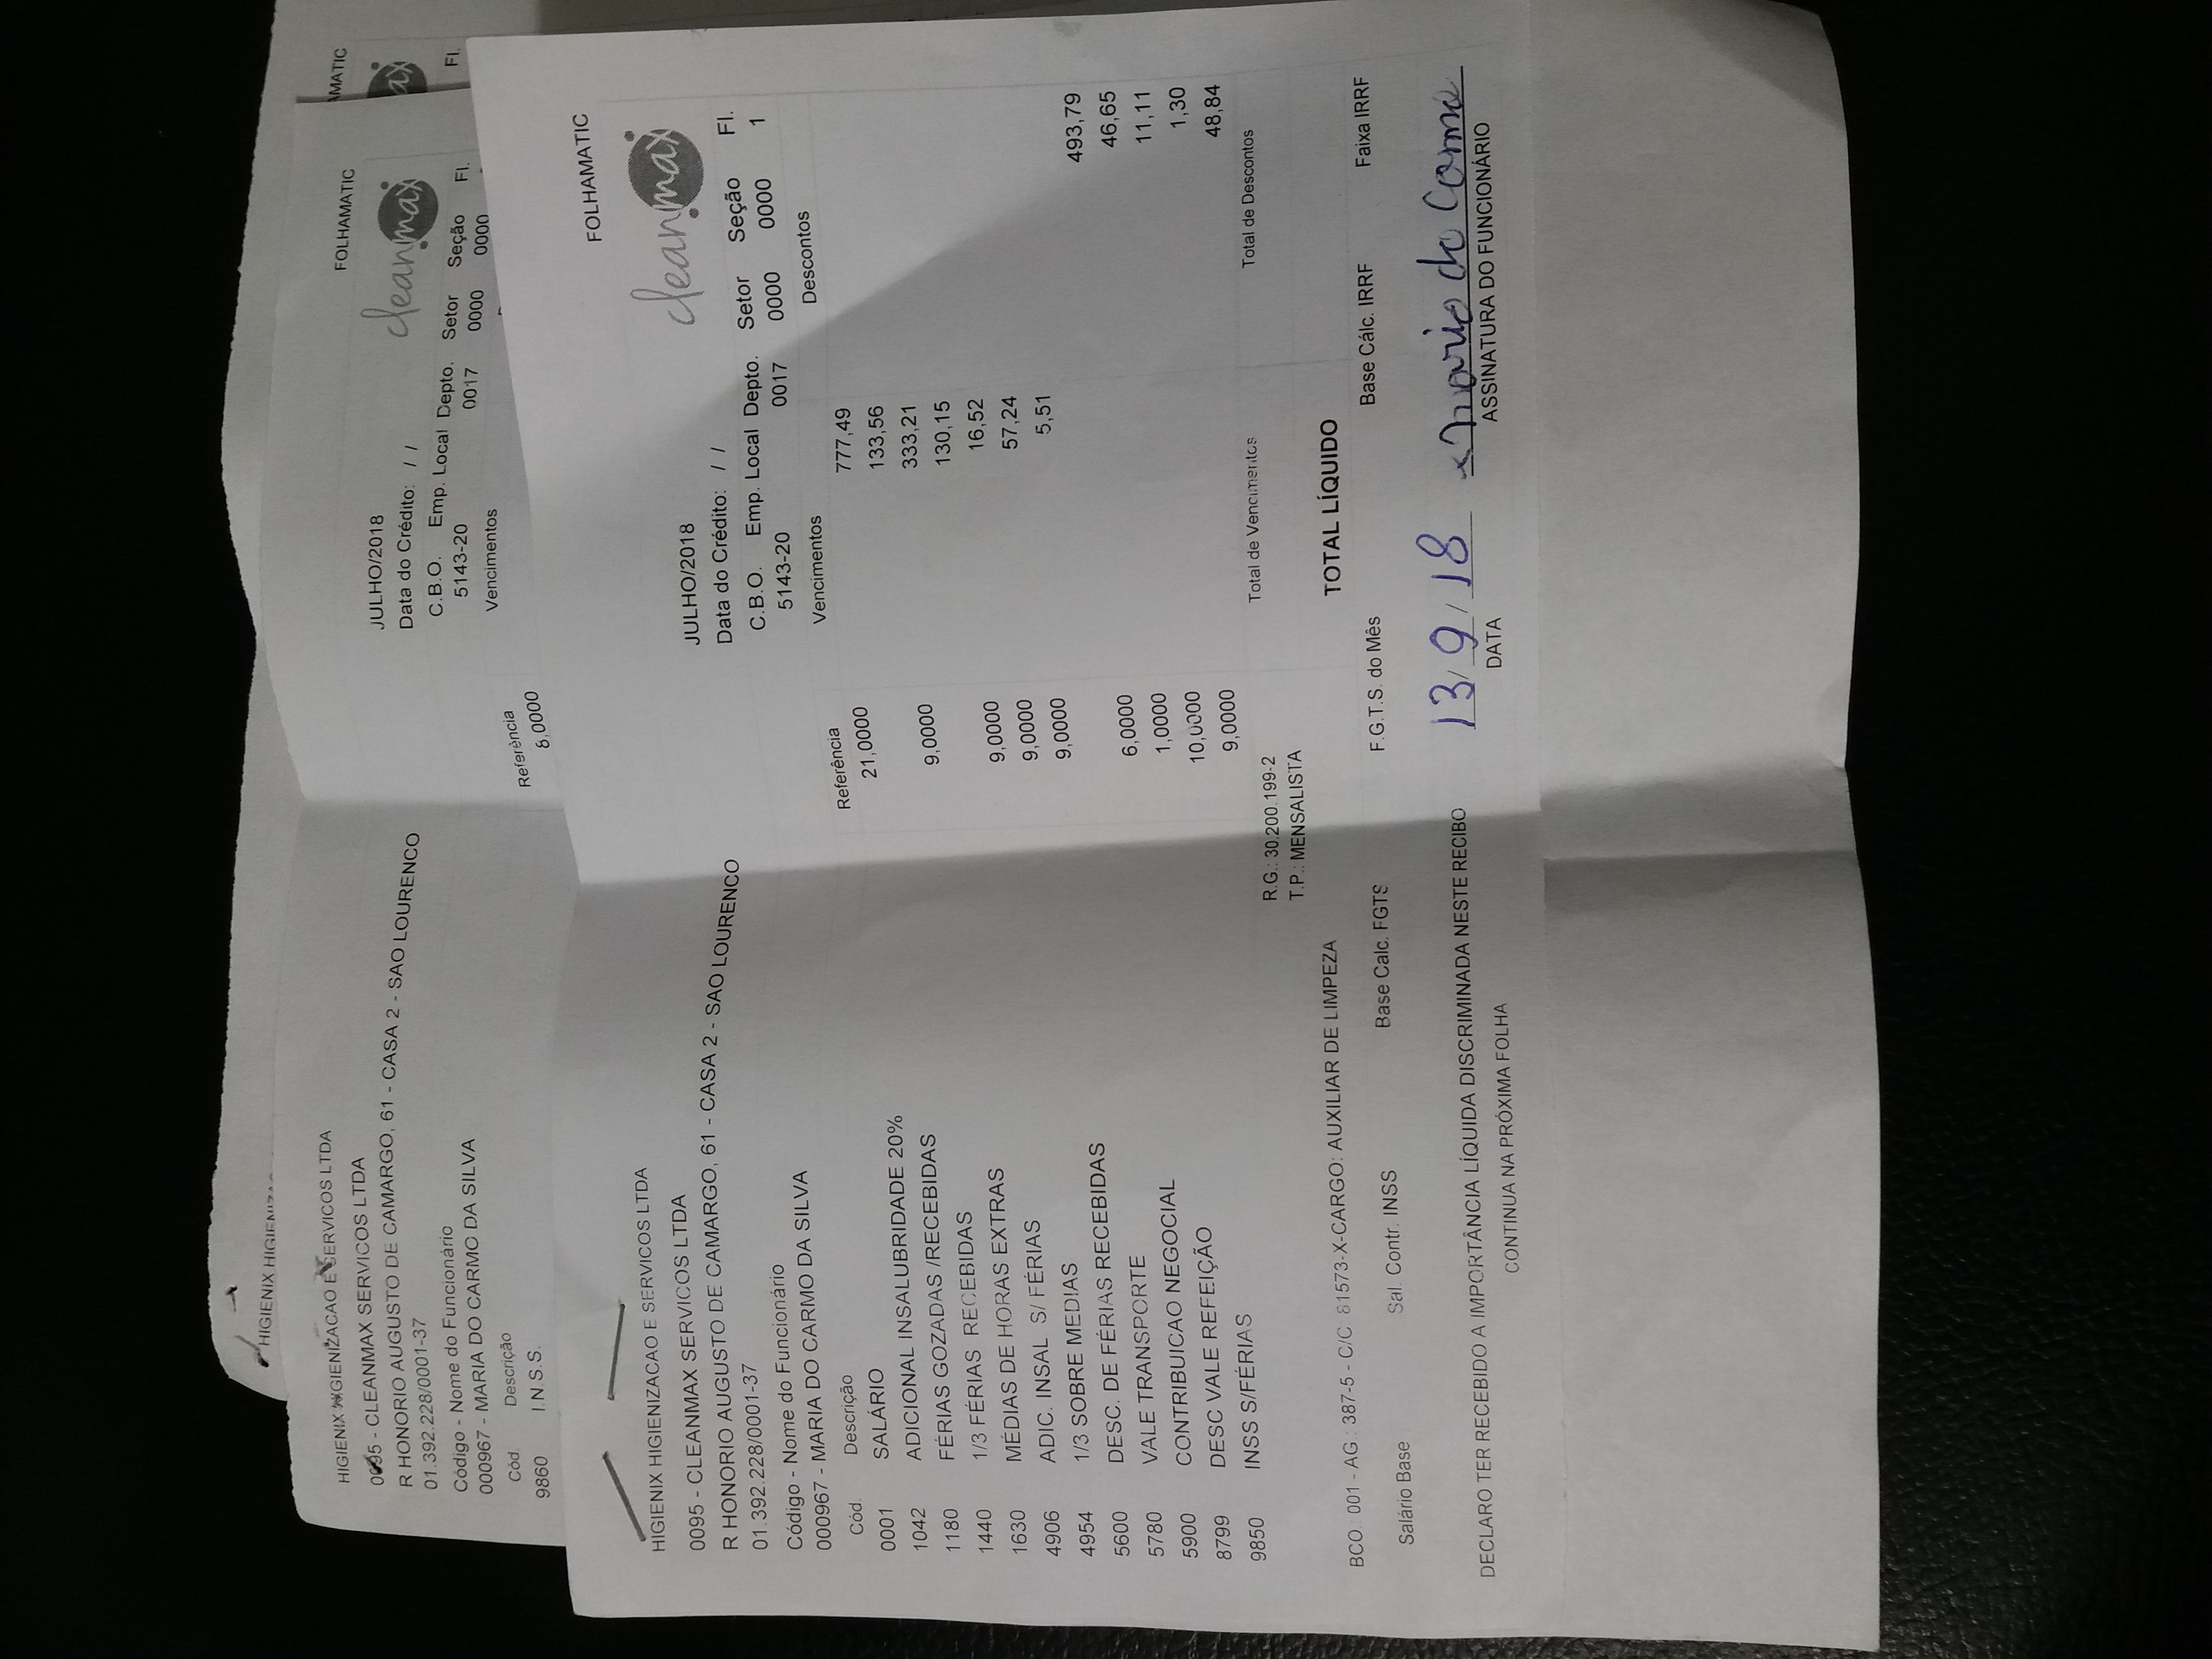 HIGIENIX
HIGIENIX HIGIENIZACAO E SERVICOS LTDA
FOLHAMATIC
AMATIC
0095 - CLEANMAX SERVICOS LTDA
JULHO/2018
cleanmax
ax
R HONORIO AUGUSTO DE CAMARGO, 61 - CASA 2 - SAO LOURENCO
Data do Crédito: / /
01.392.228/0001-37
C.B.O. Emp. Local Depto. Setor Seção Fl.
Fl.
5143-20 0017 0000 0000
Código - Nome do Funcionário
000967 - MARIA DO CARMO DA SILVA
Cód. Descrição Referência Vencimentos
9860 I.N.S.S. 8,0000
FOLHAMATIC
HIGIENIX HIGIENIZACAO E SERVICOS LTDA
cleanmax
0095 - CLEANMAX SERVICOS LTDA
JULHO/2018
R HONORIO AUGUSTO DE CAMARGO, 61 - CASA 2 - SAO LOURENCO
Data do Crédito: / /
01.392.228/0001-37
C.B.O. Emp. Local Depto. Setor Seção Fl.
5143-20 0017 0000 0000 1
Código - Nome do Funcionário
000967 - MARIA DO CARMO DA SILVA
Cód. Descrição Referência Vencimentos Descontos
0001 SALÁRIO 21,0000 777,49
1042 ADICIONAL INSALUBRIDADE 20% 133,56
1180 FÉRIAS GOZADAS /RECEBIDAS 9,0000 333,21
1440 1/3 FÉRIAS RECEBIDAS 130,15
1630 MÉDIAS DE HORAS EXTRAS 9,0000 16,52
4906 ADIC. INSAL S/ FÉRIAS 9,0000 57,24
4954 1/3 SOBRE MEDIAS 9,0000 5,51
5600 DESC. DE FÉRIAS RECEBIDAS 493,79
5780 VALE TRANSPORTE 6,0000 46,65
5900 CONTRIBUICAO NEGOCIAL 1,0000 11,11
8799 DESC VALE REFEIÇÃO 10,0000 1,30
9850 INSS S/FÉRIAS 9,0000 48,84
R.G.: 30.200.199-2 Total de Vencimentos Total de Descontos
T.P.: MENSALISTA
BCO.: 001 - AG.: 387-5 - C/C: 81573-X-CARGO: AUXILIAR DE LIMPEZA TOTAL LÍQUIDO
Salário Base Sal. Contr. INSS Base Calc. FGTS F.G.T.S. do Mês Base Cálc. IRRF Faixa IRRF
13/9/18 x Maria do Carmo
DECLARO TER RECEBIDO A IMPORTÂNCIA LÍQUIDA DISCRIMINADA NESTE RECIBO
DATA ASSINATURA DO FUNCIONÁRIO
CONTINUA NA PRÓXIMA FOLHA